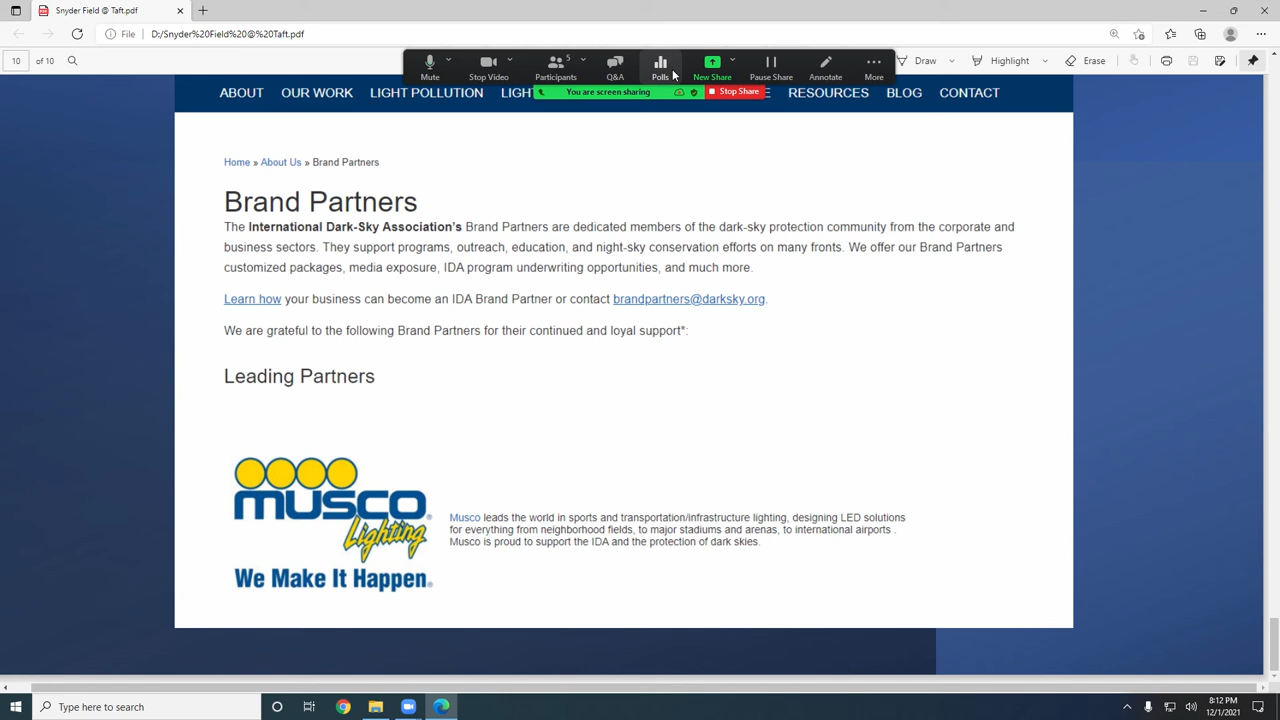 Snyder Field @ Taft.pdf
File D:/Snyder%20Field%20@%20Taft.pdf
10 of 10
Draw Highlight Erase
Mute Stop Video Participants 5 Q&A Polls New Share Pause Share Annotate More
You are screen sharing Stop Share
ABOUT OUR WORK LIGHT POLLUTION LIGH E RESOURCES BLOG CONTACT
Home » About Us » Brand Partners
Brand Partners
The International Dark-Sky Association's Brand Partners are dedicated members of the dark-sky protection community from the corporate and
business sectors. They support programs, outreach, education, and night-sky conservation efforts on many fronts. We offer our Brand Partners
customized packages, media exposure, IDA program underwriting opportunities, and much more.
Learn how your business can become an IDA Brand Partner or contact brandpartners@darksky.org.
We are grateful to the following Brand Partners for their continued and loyal support*:
Leading Partners
MUSCO
Lighting
We Make It Happen®
Musco leads the world in sports and transportation/infrastructure lighting, designing LED solutions
for everything from neighborhood fields, to major stadiums and arenas, to international airports .
Musco is proud to support the IDA and the protection of dark skies.
Type here to search
8:12 PM
12/1/2021